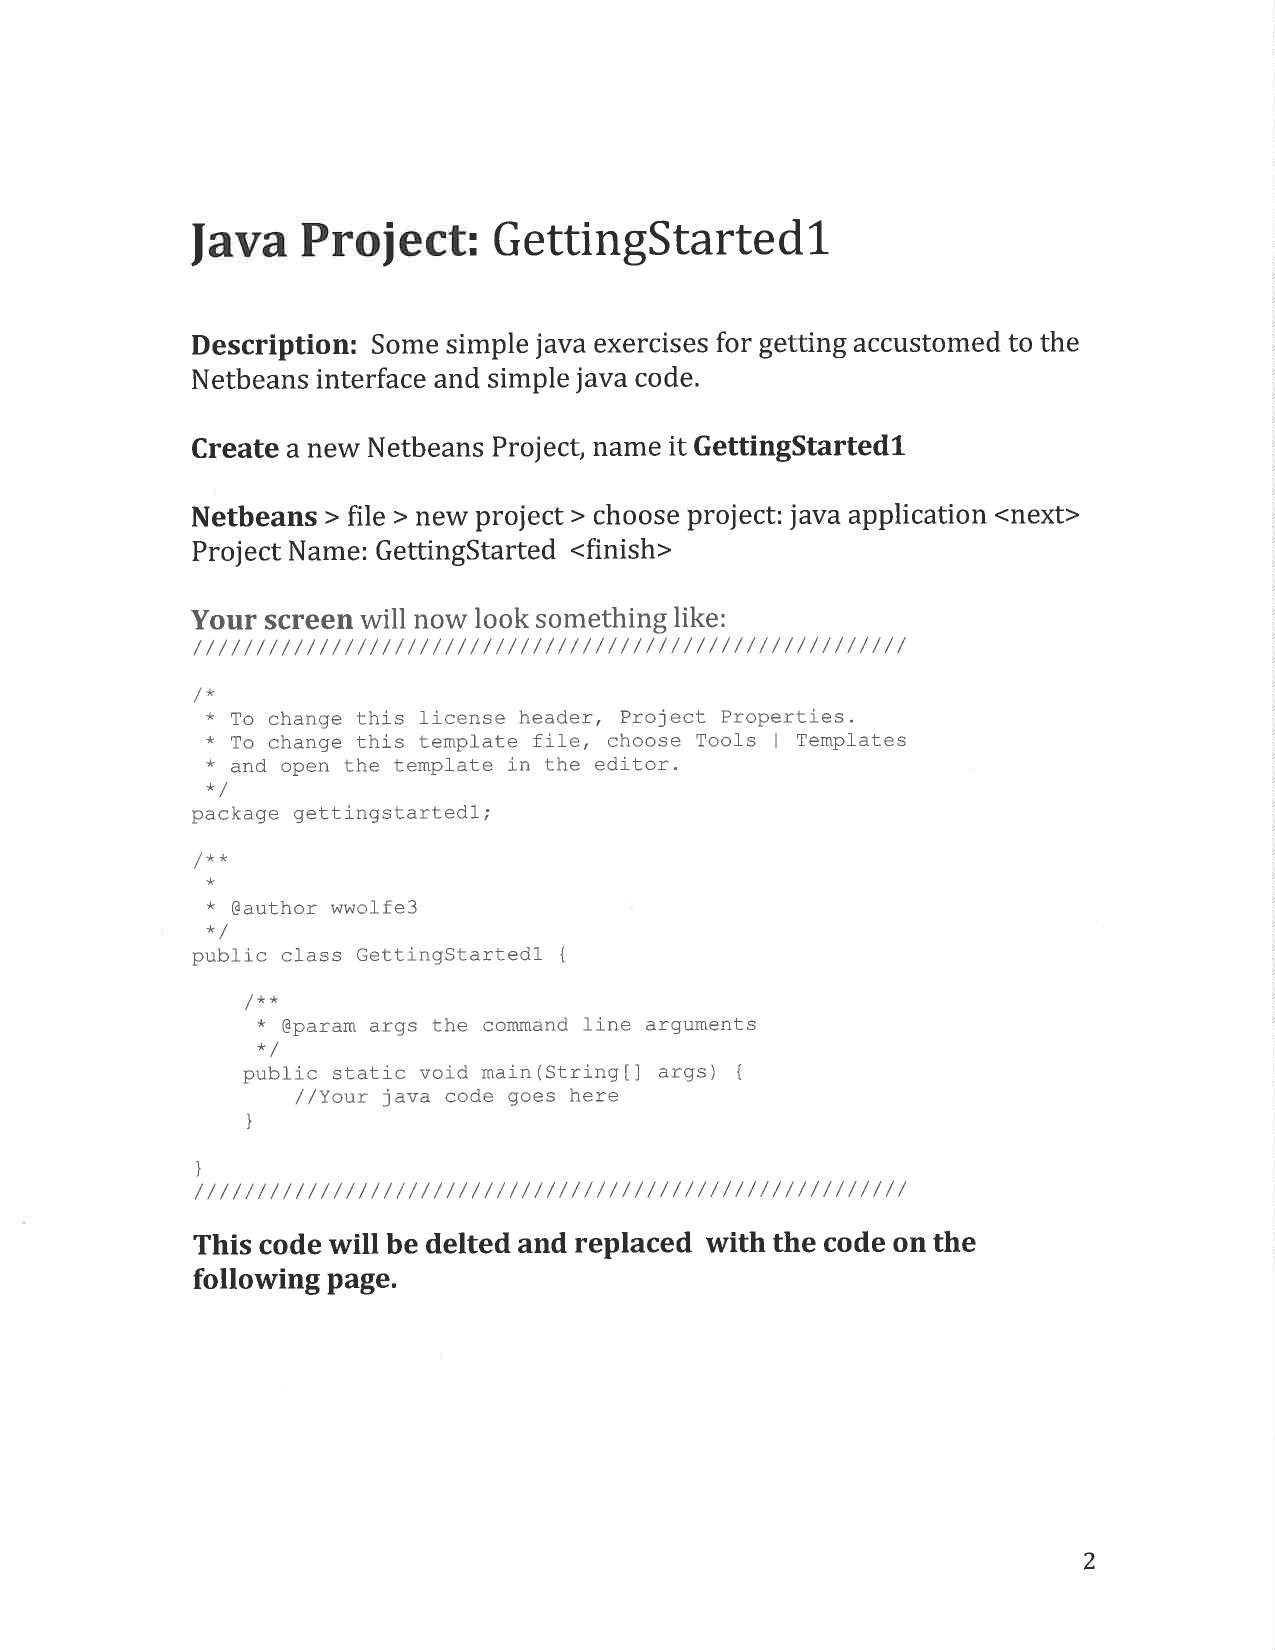 Java Project: GettingStarted1
Description: Some simple java exercises for getting accustomed to the
Netbeans interface and simple java code.
Create a new Netbeans Project, name it GettingStarted1
Netbeans > file > new project > choose project: java application <next>
Project Name: GettingStarted <finish>
Your screen will now look something like:
/////////////////////////////////////////////////////////
/*
 * To change this license header, Project Properties.
 * To change this template file, choose Tools | Templates
 * and open the template in the editor.
 */
package gettingstarted1;
/**
 *
 * @author wwolfe3
 */
public class GettingStarted1 {
    /**
     * @param args the command line arguments
     */
    public static void main(String[] args) {
        //Your java code goes here
    }
}
/////////////////////////////////////////////////////////
This code will be delted and replaced with the code on the
following page.
2